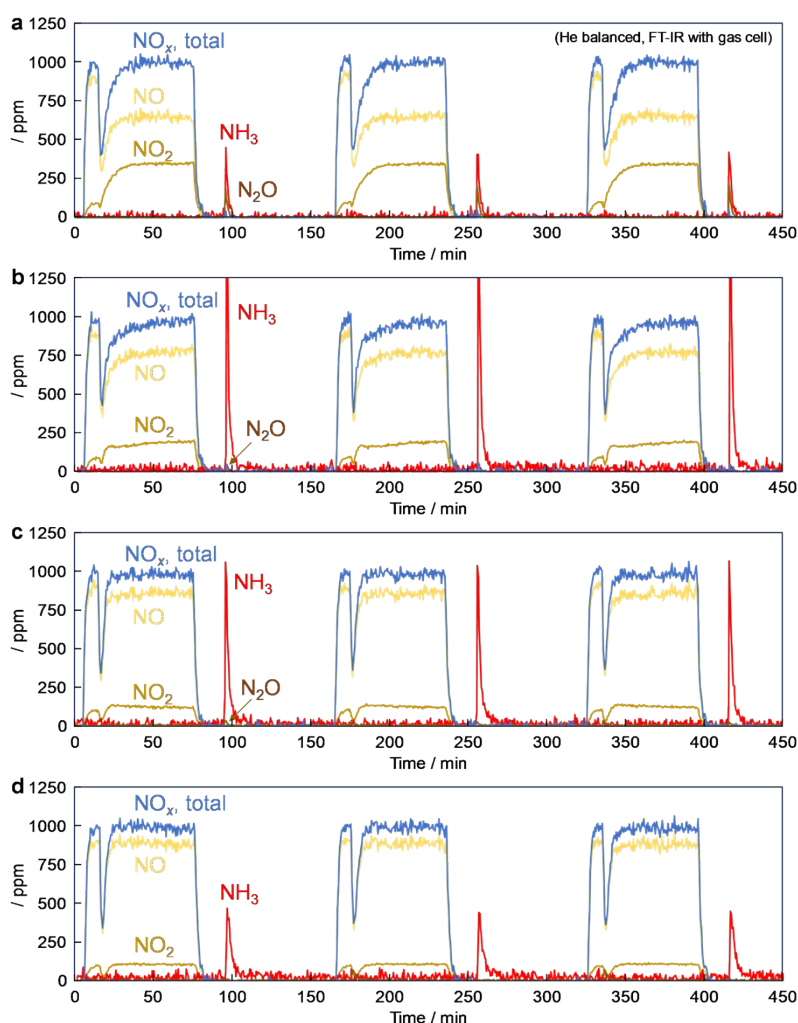 a
1250
(He balanced, FT-IR with gas cell)
NOₓ, total
1000
NO
750
/ ppm
500
NH₃
NO₂
250
N₂O
0
0 50 100 150 200 250 300 350 400 450
Time / min
b
1250
NOₓ, total
1000
NH₃
NO
750
/ ppm
500
NO₂
250
N₂O
0
0 50 100 150 200 250 300 350 400 450
Time / min
c
1250
NOₓ, total
1000
NH₃
NO
750
/ ppm
500
250
N₂O
NO₂
0
0 50 100 150 200 250 300 350 400 450
Time / min
d
1250
NOₓ, total
1000
NO
750
/ ppm
500
NH₃
250
NO₂
0
0 50 100 150 200 250 300 350 400 450
Time / min